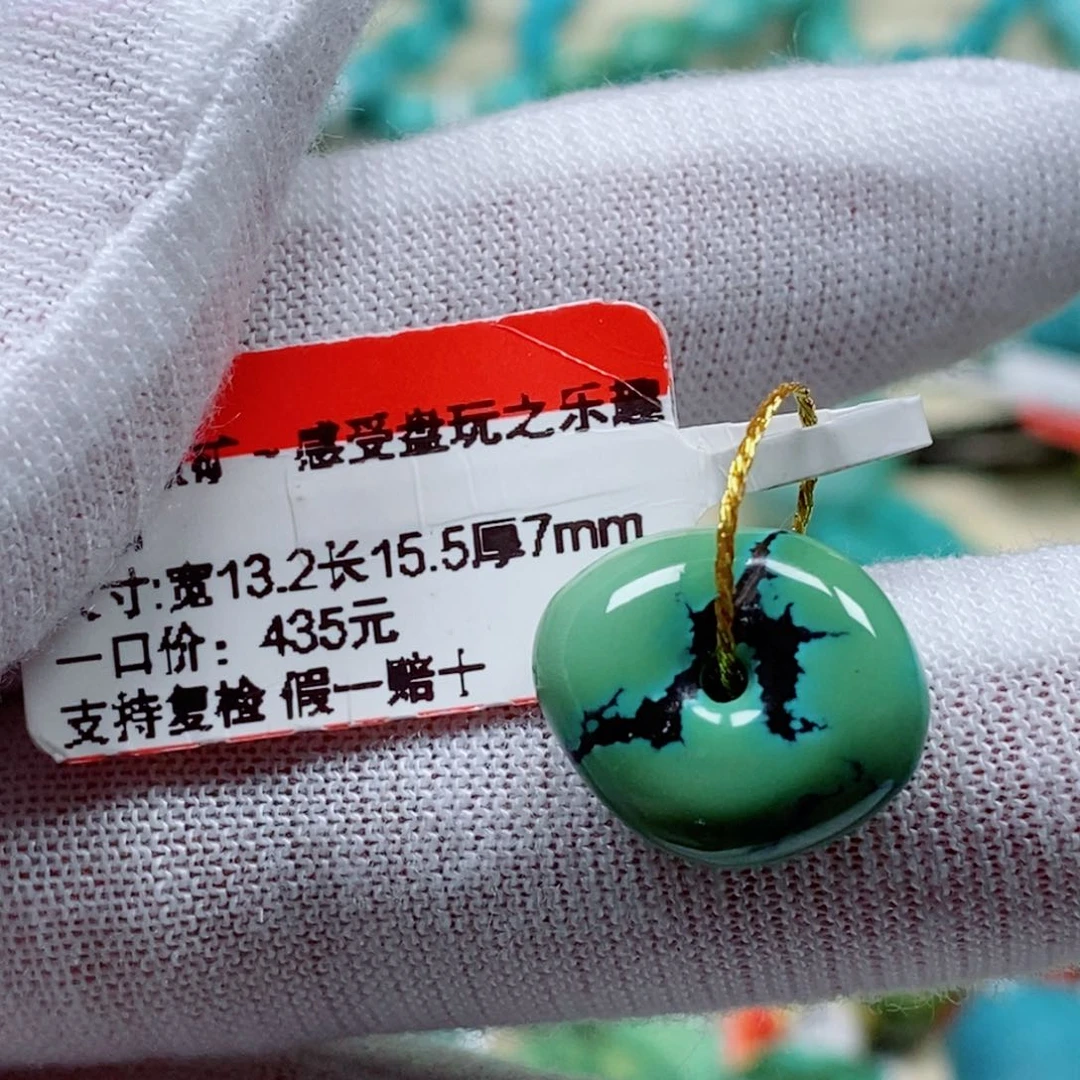 矿 - 感受盘玩之乐趣
寸:宽13.2长15.5厚7mm
一口价：435元
支持复检 假一赔十